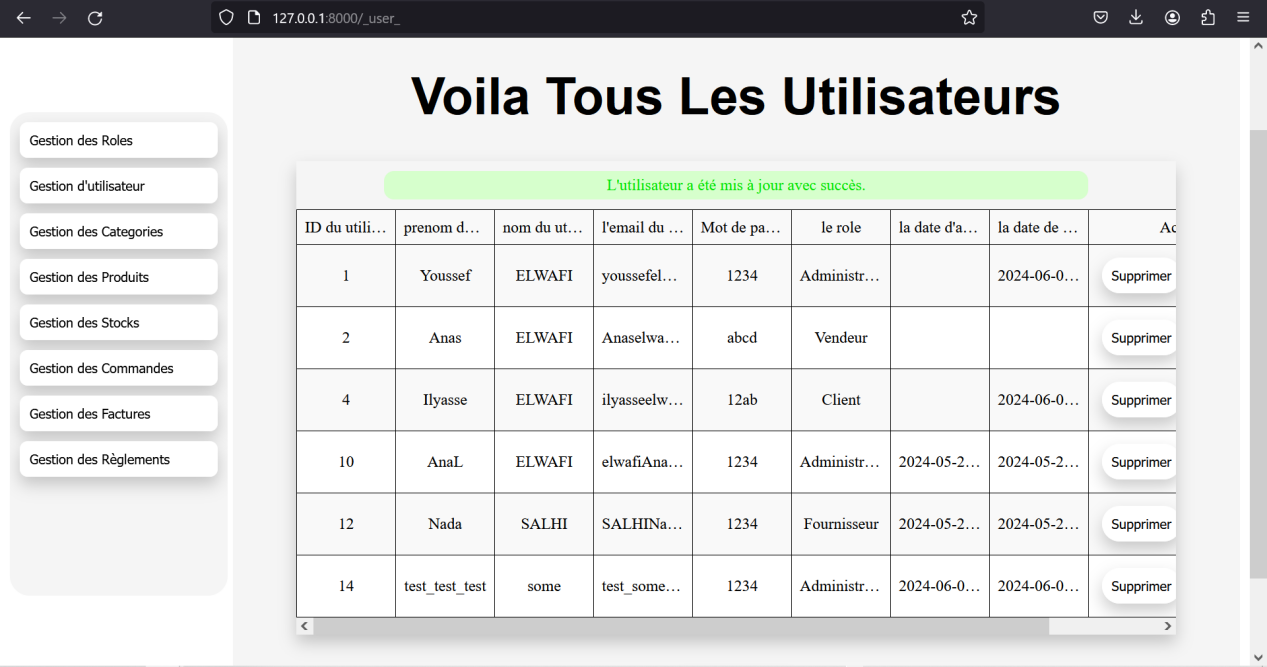 127.0.0.1:8000/_user_
Voila Tous Les Utilisateurs
Gestion des Roles
Gestion d'utilisateur
Gestion des Categories
Gestion des Produits
Gestion des Stocks
Gestion des Commandes
Gestion des Factures
Gestion des Règlements
L'utilisateur a été mis à jour avec succès.
ID du utili… prenom d… nom du ut… l'email du … Mot de pa… le role la date d'a… la date de … Ac
1 Youssef ELWAFI youssefel… 1234 Administr… 2024-06-0… Supprimer
2 Anas ELWAFI Anaselwa… abcd Vendeur Supprimer
4 Ilyasse ELWAFI ilyasseelw… 12ab Client 2024-06-0… Supprimer
10 AnaL ELWAFI elwafiAna… 1234 Administr… 2024-05-2… 2024-05-2… Supprimer
12 Nada SALHI SALHINa… 1234 Fournisseur 2024-05-2… 2024-05-2… Supprimer
14 test_test_test some test_some… 1234 Administr… 2024-06-0… 2024-06-0… Supprimer